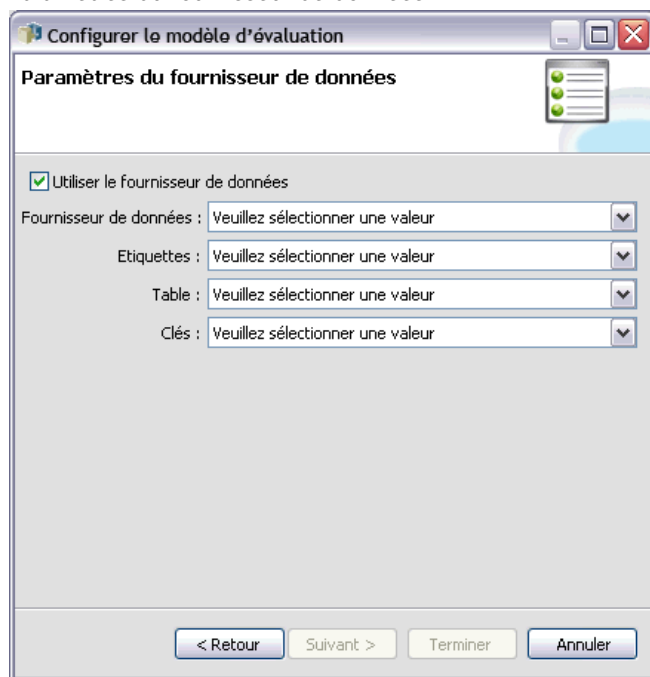 Configurer le modèle d'évaluation
Paramètres du fournisseur de données
Utiliser le fournisseur de données
Fournisseur de données : Veuillez sélectionner une valeur
Etiquettes : Veuillez sélectionner une valeur
Table : Veuillez sélectionner une valeur
Clés : Veuillez sélectionner une valeur
< Retour Suivant > Terminer Annuler